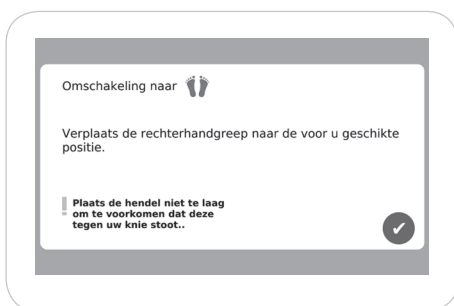 Omschakeling naar
Verplaats de rechterhandgreep naar de voor u geschikte
positie.
Plaats de hendel niet te laag
om te voorkomen dat deze
tegen uw knie stoot..